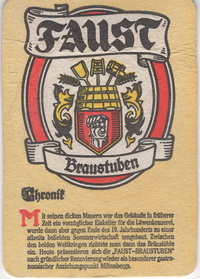 FAUST
Braustuben
Chronik
Mit seinen dicken Mauern war das Gebäude in früherer
Zeit ein vorzüglicher Eiskeller für die Löwenbrauerei,
wurde dann aber gegen Ende des 19. Jahrhunderts zu einer
allseits beliebten Sommerwirtschaft umgebaut. Zwischen
den beiden Weltkriegen richtete man dann das Bräustüble
ein. Heute präsentieren sich die „FAUST-BRAUSTUBEN"
nach gründlicher Renovierung wieder als besonderer gastro-
nomischer Anziehungspunkt Miltenbergs.